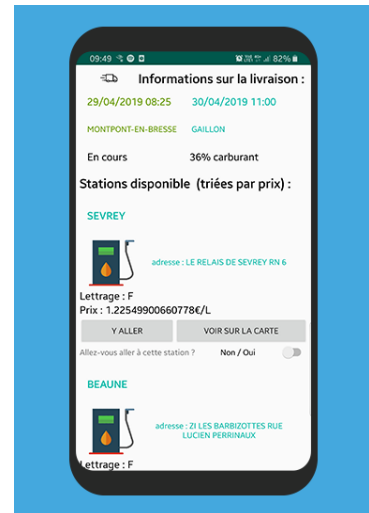 09:49 82%
Informations sur la livraison :
29/04/2019 08:25 30/04/2019 11:00
MONTPONT-EN-BRESSE GAILLON
En cours 36% carburant
Stations disponible (triées par prix) :
SEVREY
adresse : LE RELAIS DE SEVREY RN 6
Lettrage : F
Prix : 1.22549900660778€/L
Y ALLER VOIR SUR LA CARTE
Allez-vous aller à cette station ? Non / Oui
BEAUNE
adresse : ZI LES BARBIZOTTES RUE
LUCIEN PERRINAUX
Lettrage : F